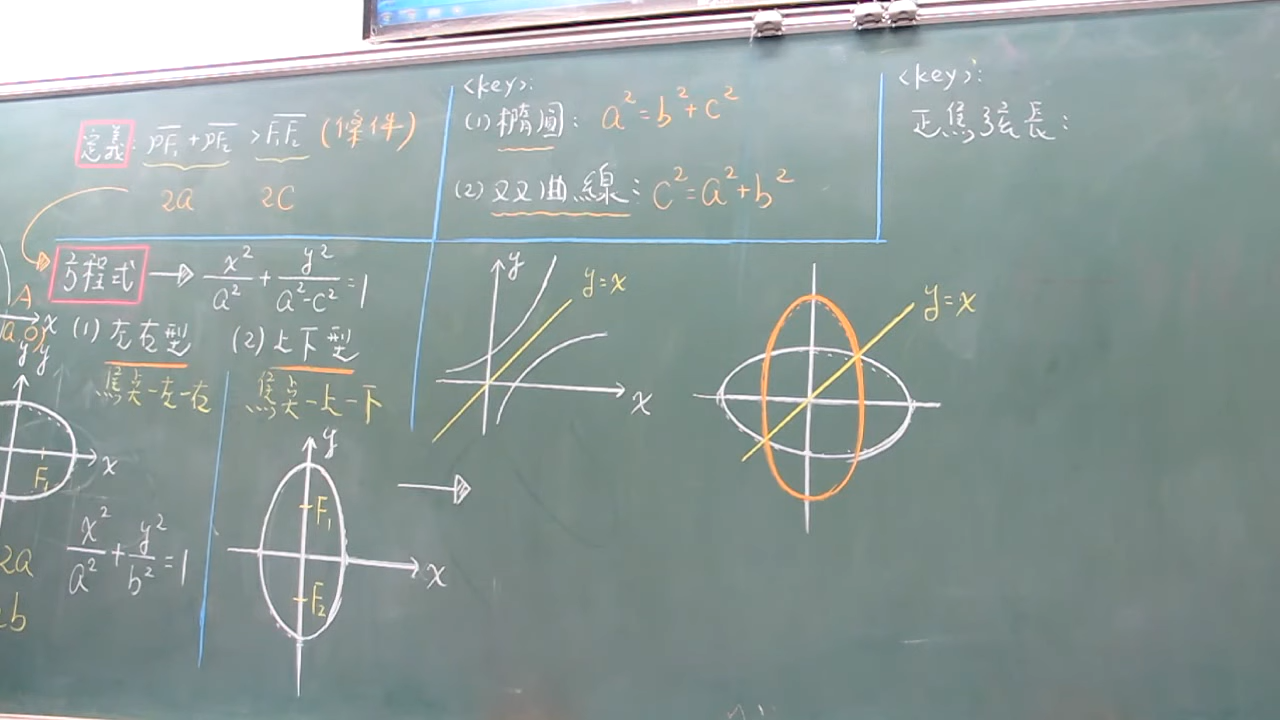 定義: PF₁ + PF₂ > F₁F₂ (條件)
2a 2C
方程式 → x²/a² + y²/(a²-c²) = 1
(1) 左右型
焦點一左一右
(2) 上下型
焦點一上一下
A
x
y
y
x
F₁
2a
x²/a² + y²/b² = 1
y
F₁
F₂
x
<key>:
(1) 橢圓: a²=b²+c²
(2) 双曲線: c²=a²+b²
y
y=x
x
y=x
<key>:
正焦弦長: